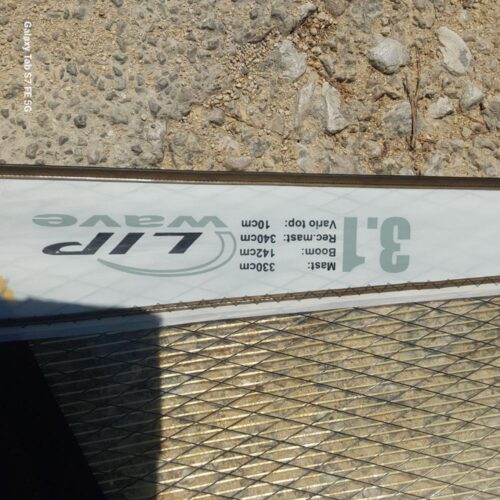 3.1
Mast: 330cm
Boom: 142cm
Rec.mast: 340cm
Vario top: 10cm
LIP
wave
Galaxy Tab S7 FE 5G